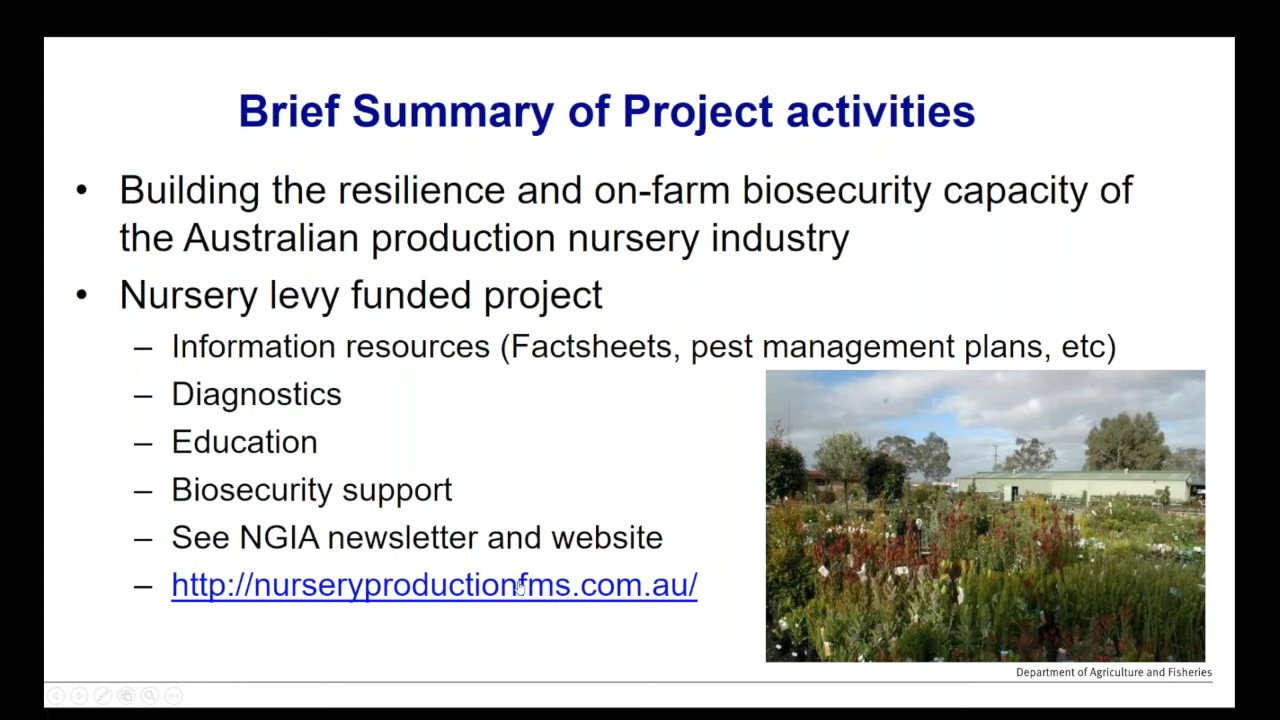 Brief Summary of Project activities
• Building the resilience and on-farm biosecurity capacity of
the Australian production nursery industry
• Nursery levy funded project
– Information resources (Factsheets, pest management plans, etc)
– Diagnostics
– Education
– Biosecurity support
– See NGIA newsletter and website
– http://nurseryproductionfms.com.au/
Department of Agriculture and Fisheries